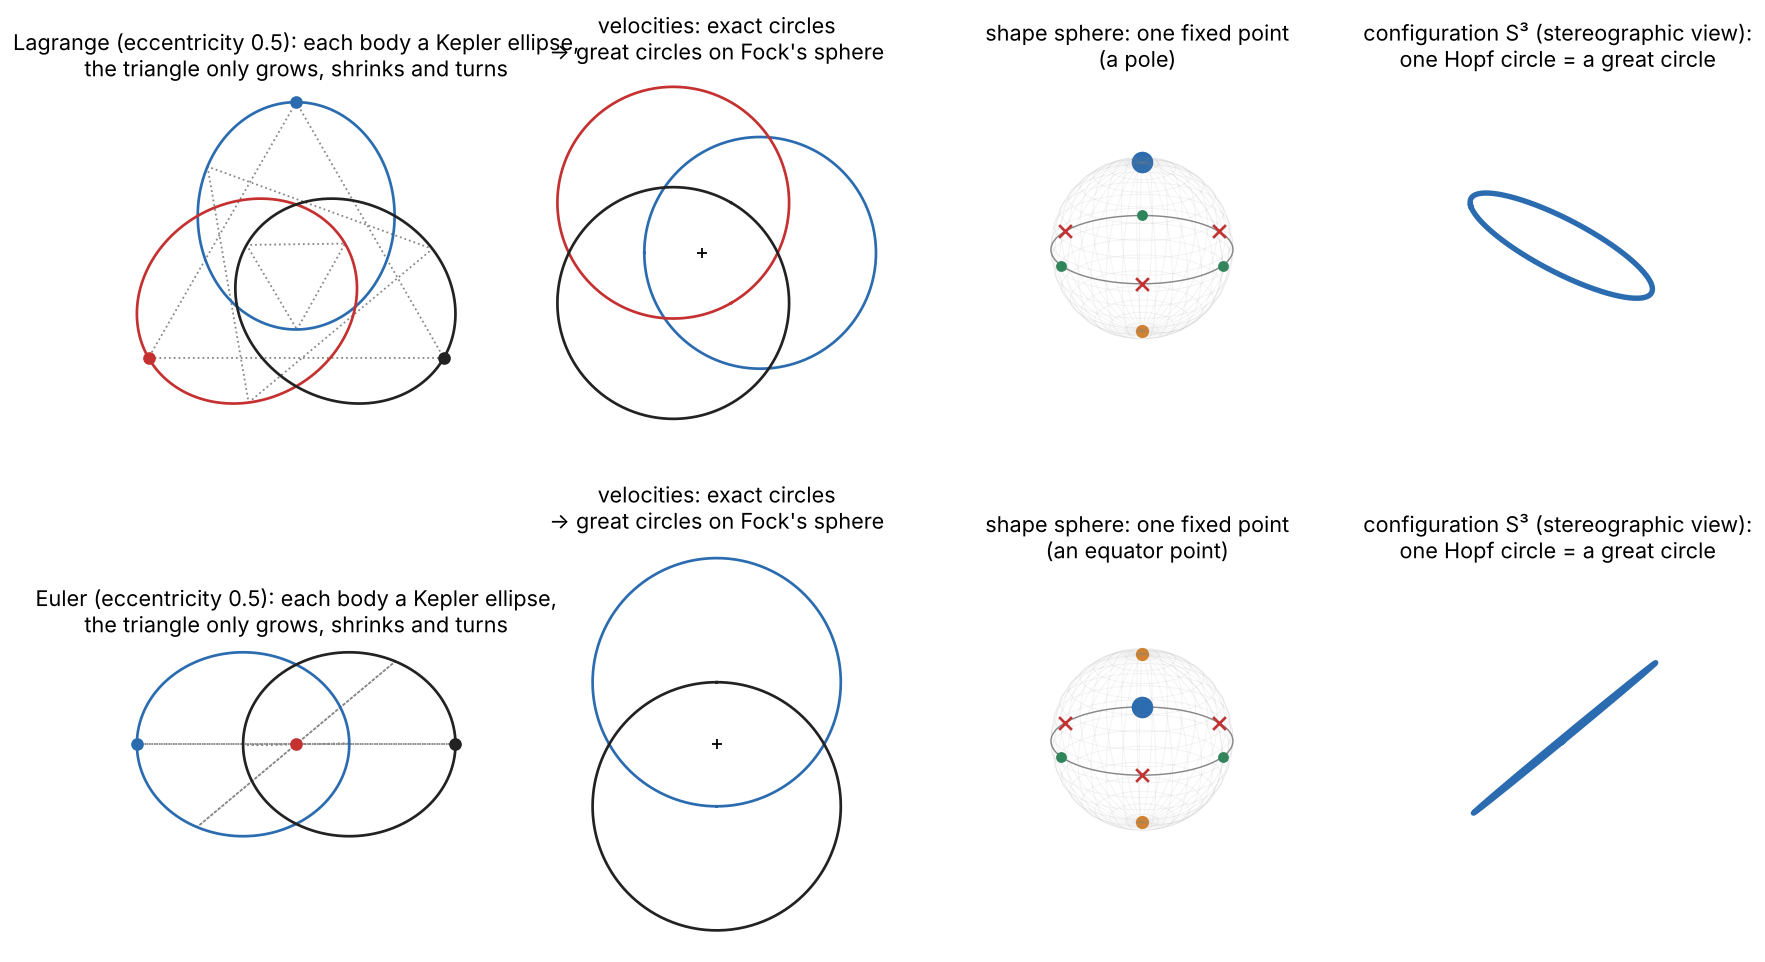 Lagrange (eccentricity 0.5): each body a Kepler ellipse,
the triangle only grows, shrinks and turns
velocities: exact circles
→ great circles on Fock's sphere
shape sphere: one fixed point
(a pole)
configuration S³ (stereographic view):
one Hopf circle = a great circle
Euler (eccentricity 0.5): each body a Kepler ellipse,
the triangle only grows, shrinks and turns
velocities: exact circles
→ great circles on Fock's sphere
shape sphere: one fixed point
(an equator point)
configuration S³ (stereographic view):
one Hopf circle = a great circle